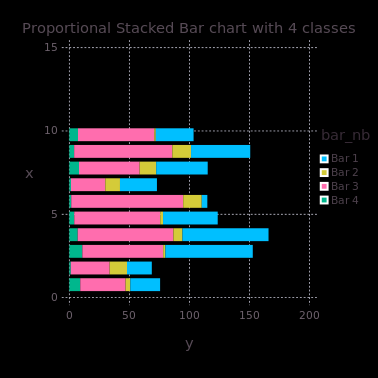 Proportional Stacked Bar chart with 4 classes
15
10
5
0
x
0 50 100 150 200
y
bar_nb
Bar 1
Bar 2
Bar 3
Bar 4